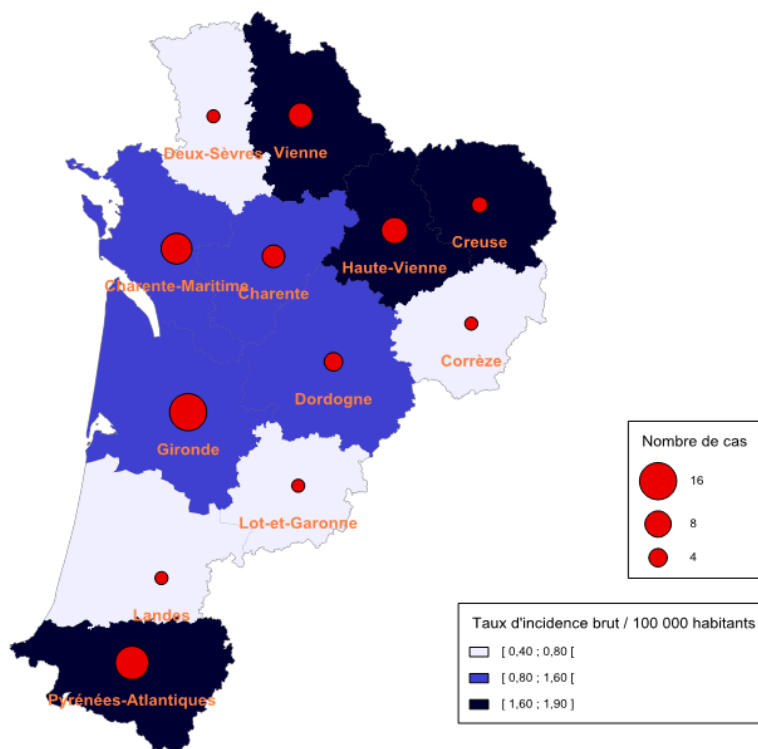 Deux-Sèvres
Vienne
Creuse
Haute-Vienne
Charente-Maritime
Charente
Corrèze
Dordogne
Gironde
Lot-et-Garonne
Landes
Pyrénées-Atlantiques
Nombre de cas
16
8
4
Taux d'incidence brut / 100 000 habitants
[ 0,40 ; 0,80 [
[ 0,80 ; 1,60 [
[ 1,60 ; 1,90 ]